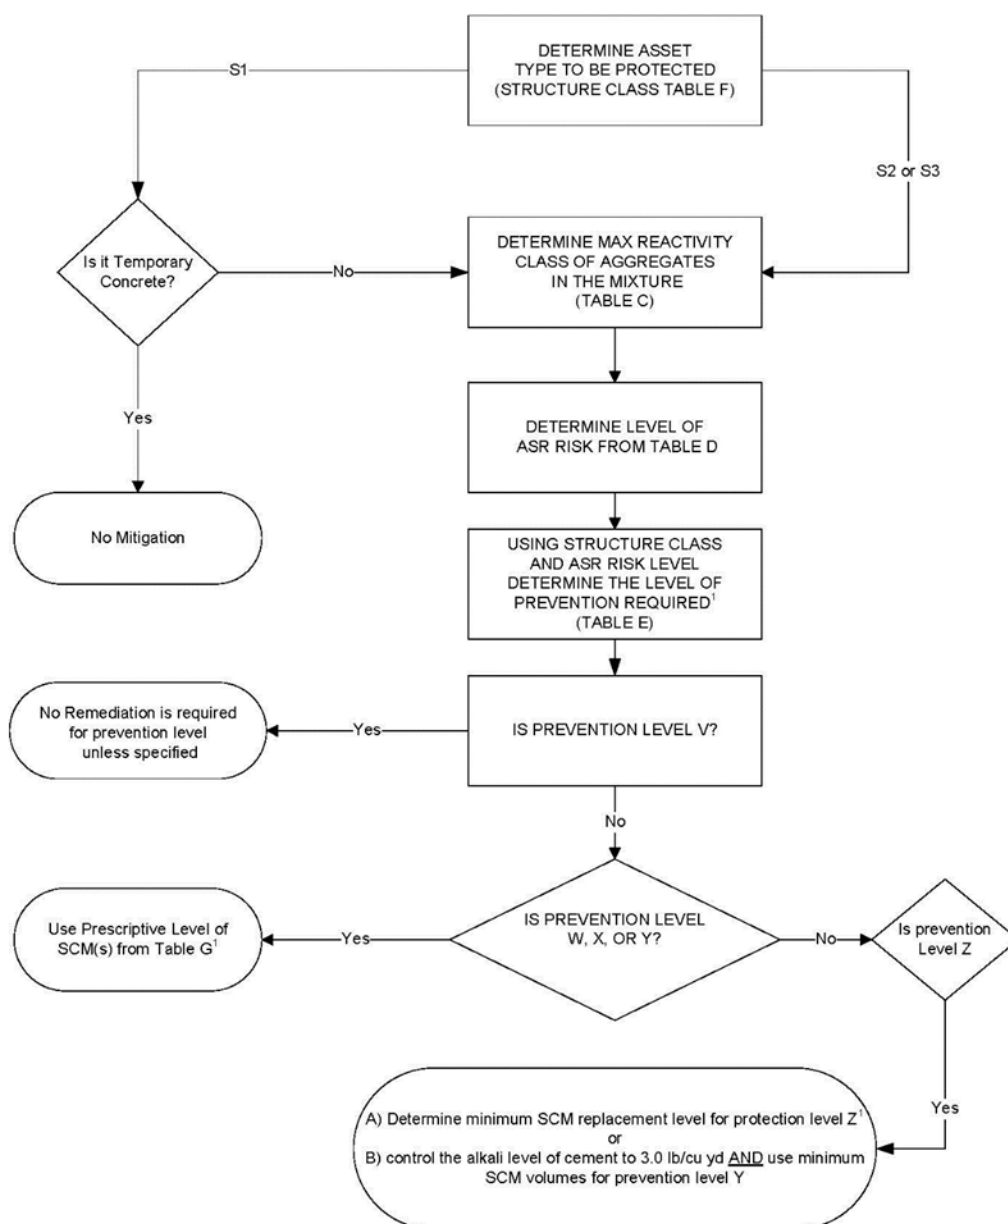 DETERMINE ASSET
TYPE TO BE PROTECTED
(STRUCTURE CLASS TABLE F)
S1
S2 or S3
Is it Temporary
Concrete?
No
DETERMINE MAX REACTIVITY
CLASS OF AGGREGATES
IN THE MIXTURE
(TABLE C)
Yes
DETERMINE LEVEL OF
ASR RISK FROM TABLE D
No Mitigation
USING STRUCTURE CLASS
AND ASR RISK LEVEL
DETERMINE THE LEVEL OF
PREVENTION REQUIRED¹
(TABLE E)
No Remediation is required
for prevention level
unless specified
Yes
IS PREVENTION LEVEL V?
No
Use Prescriptive Level of
SCM(s) from Table G¹
Yes
IS PREVENTION LEVEL
W, X, OR Y?
No
Is prevention
Level Z
Yes
A) Determine minimum SCM replacement level for protection level Z¹
or
B) control the alkali level of cement to 3.0 lb/cu yd AND use minimum
SCM volumes for prevention level Y